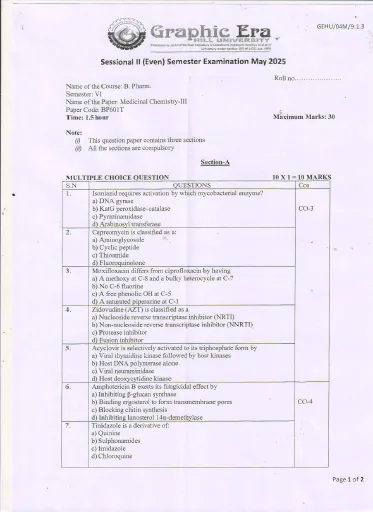 GEHU/04M/9.1.3
Graphic Era
HILL UNIVERSITY
Sessional II (Even) Semester Examination May 2025
Roll no.....................
Name of the Course: B. Pharm.
Semester: VI
Name of the Paper: Medicinal Chemistry-III
Paper Code: BP601T
Time: 1.5 hour
Maximum Marks: 30
Note:
(i) This question paper contains three sections
(ii) All the sections are compulsory
Section-A
MULTIPLE CHOICE QUESTION 10 X 1 = 10 MARKS
S.N QUESTIONS Cos
1. Isoniazid requires activation by which mycobacterial enzyme?
a) DNA gyrase
b) KatG peroxidase-catalase CO-3
c) Pyrazinamidase
d) Arabinosyl transferase
2. Capreomycin is classified as a:
a) Aminoglycoside
b) Cyclic peptide
c) Thioamide
d) Fluoroquinolone
3. Moxifloxacin differs from ciprofloxacin by having
a) A methoxy at C-8 and a bulky heterocycle at C-7
b) No C-6 fluorine
c) A free phenolic OH at C-5
d) A saturated piperazine at C-1
4. Zidovudine (AZT) is classified as a
a) Nucleoside reverse transcriptase inhibitor (NRTI)
b) Non-nucleoside reverse transcriptase inhibitor (NNRTI)
c) Protease inhibitor
d) Fusion inhibitor
5. Acyclovir is selectively activated to its triphosphate form by
a) Viral thymidine kinase followed by host kinases
b) Host DNA polymerase alone
c) Viral neuraminidase
d) Host deoxycytidine kinase
6. Amphotericin B exerts its fungicidal effect by
a) Inhibiting β-glucan synthase
b) Binding ergosterol to form transmembrane pores CO-4
c) Blocking chitin synthesis
d) Inhibiting lanosterol 14α-demethylase
7. Tinidazole is a derivative of:
a) Quinine
b) Sulphonamides
c) Imidazole
d) Chloroquine
Page 1 of 2